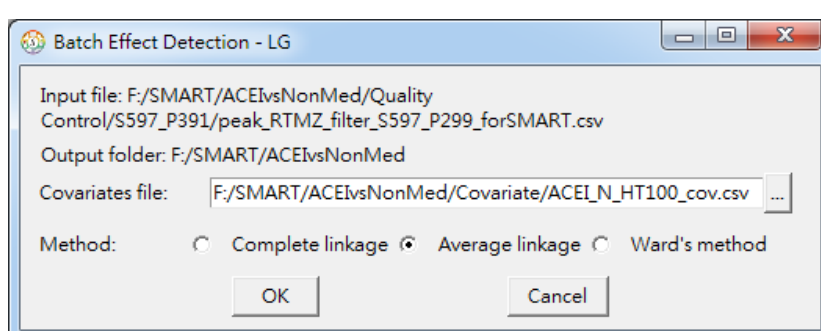 Batch Effect Detection - LG
Input file: F:/SMART/ACEIvsNonMed/Quality
Control/S597_P391/peak_RTMZ_filter_S597_P299_forSMART.csv
Output folder: F:/SMART/ACEIvsNonMed
Covariates file: F:/SMART/ACEIvsNonMed/Covariate/ACEI_N_HT100_cov.csv ...
Method: Complete linkage Average linkage Ward's method
OK Cancel